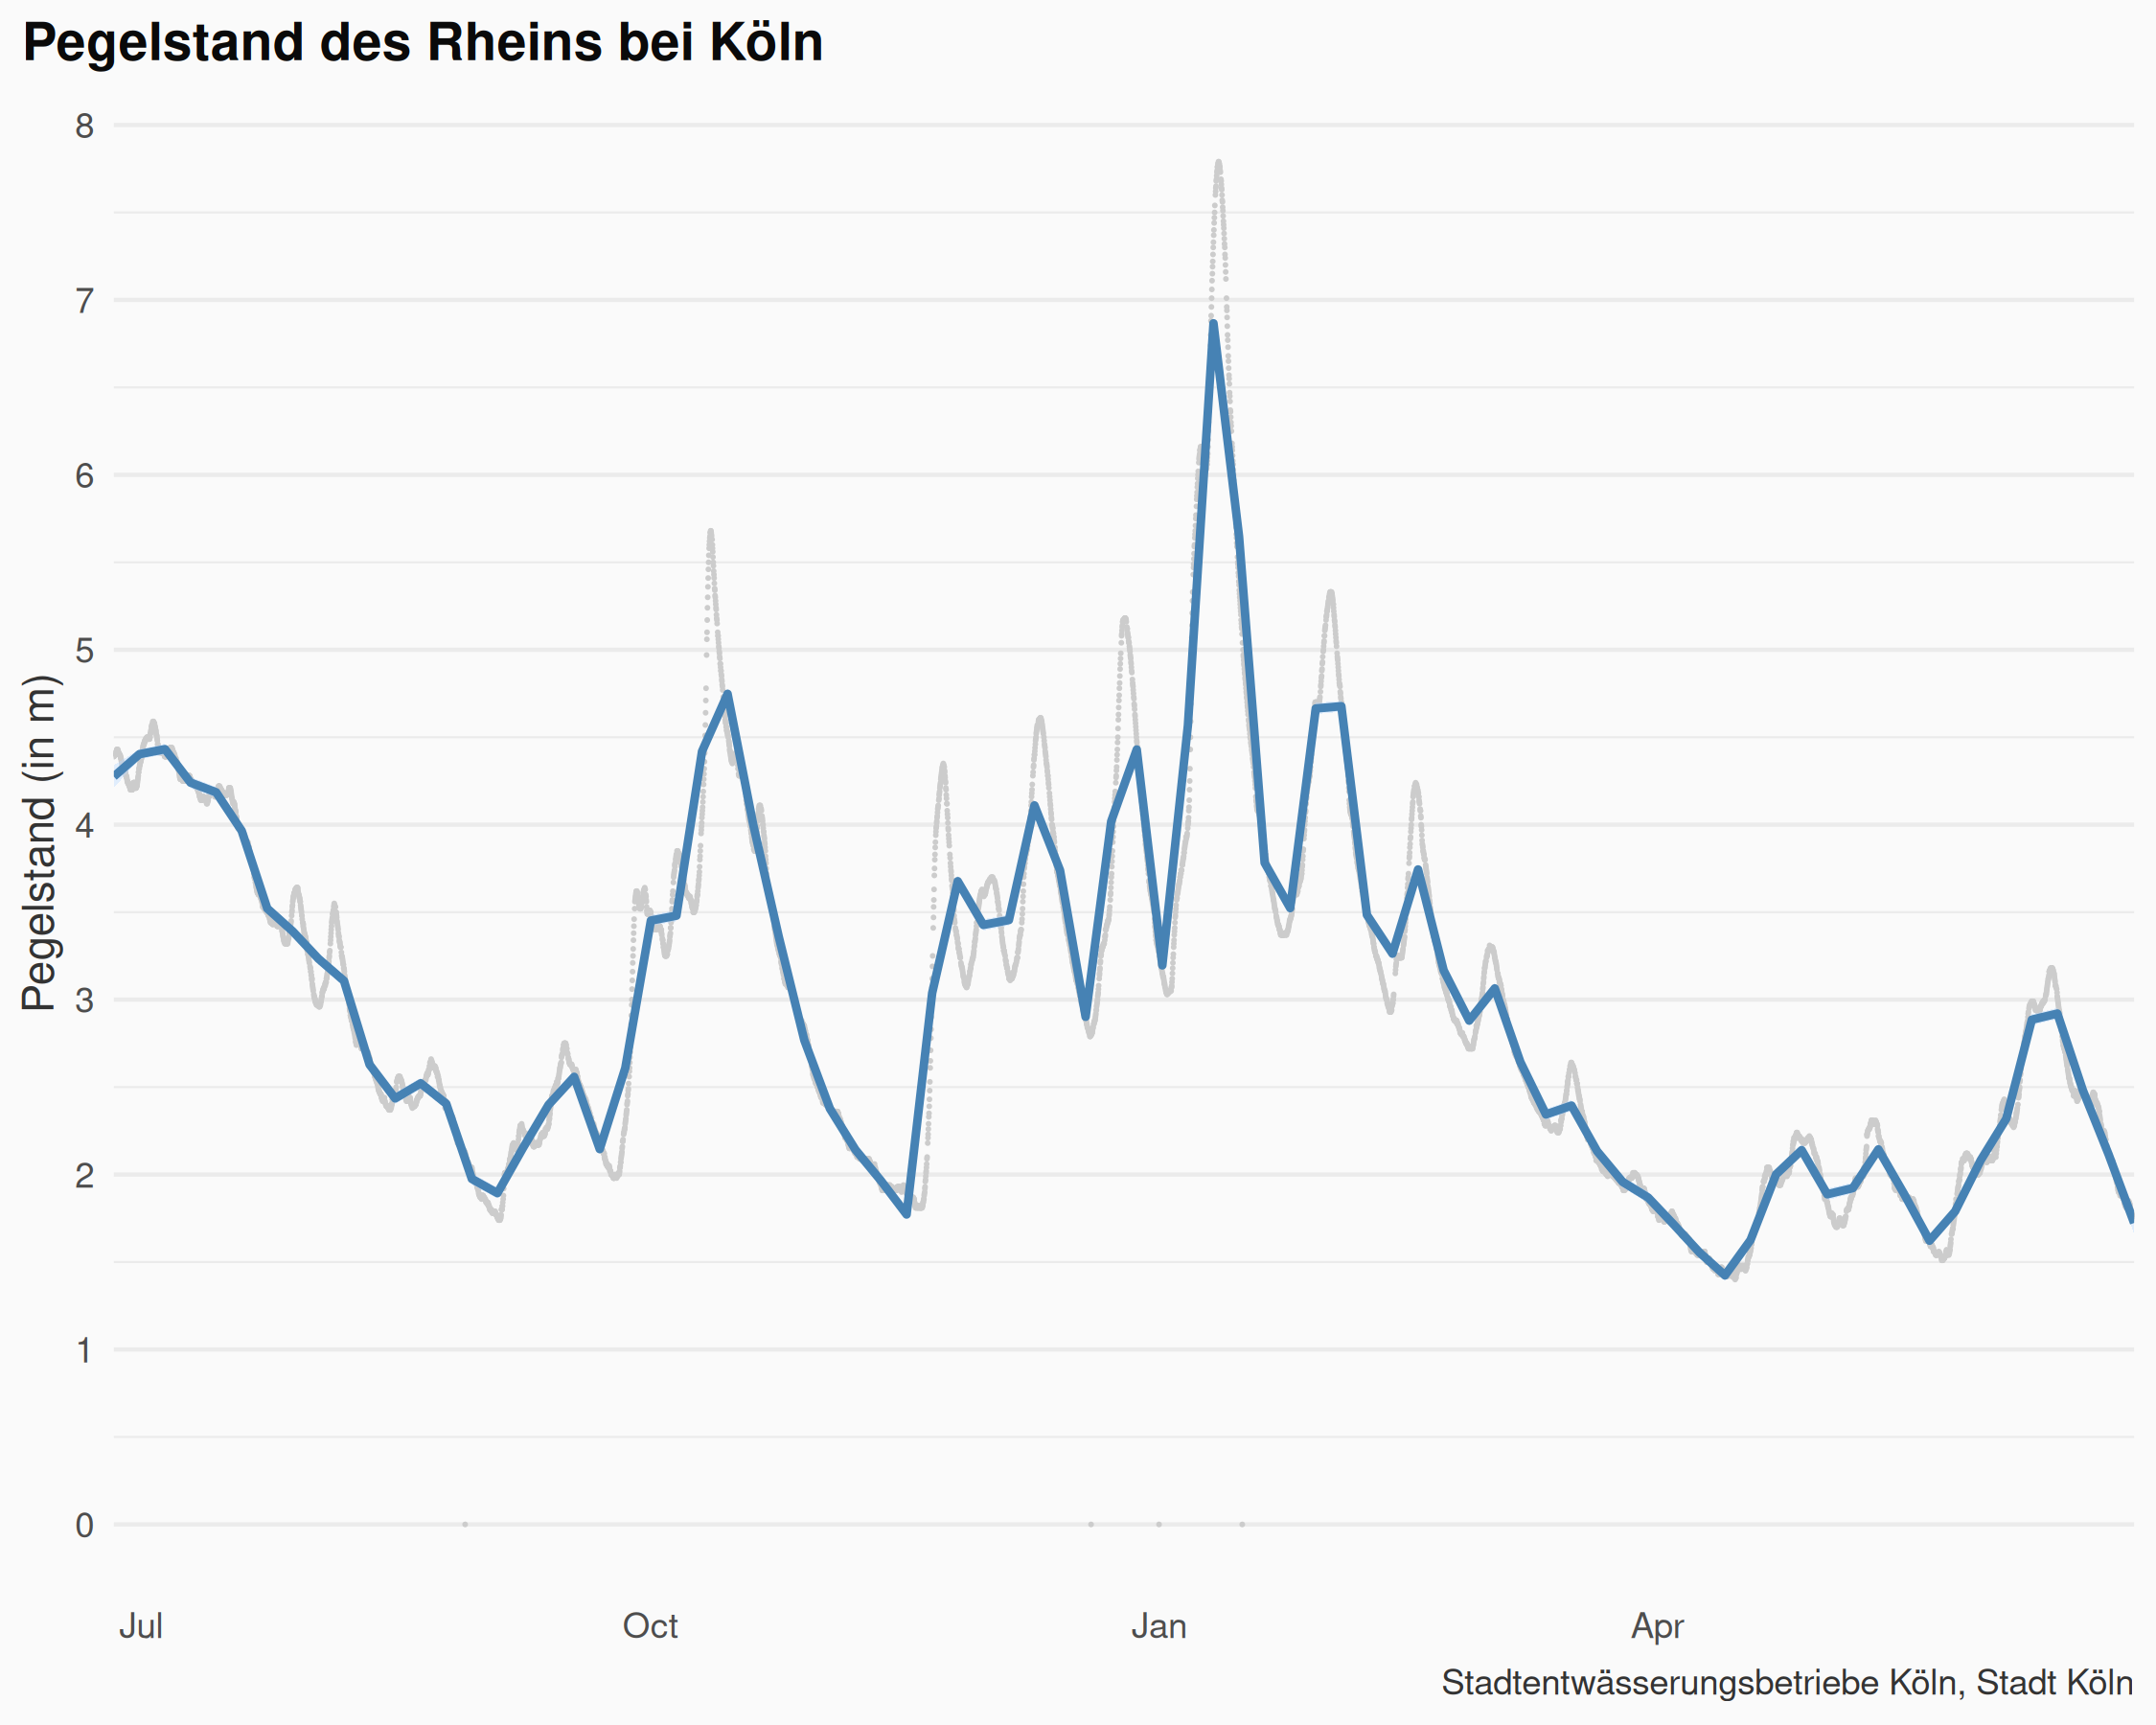 Pegelstand des Rheins bei Köln
8
7
6
5
4
3
2
1
0
Pegelstand (in m)
Jul Oct Jan Apr
Stadtentwässerungsbetriebe Köln, Stadt Köln